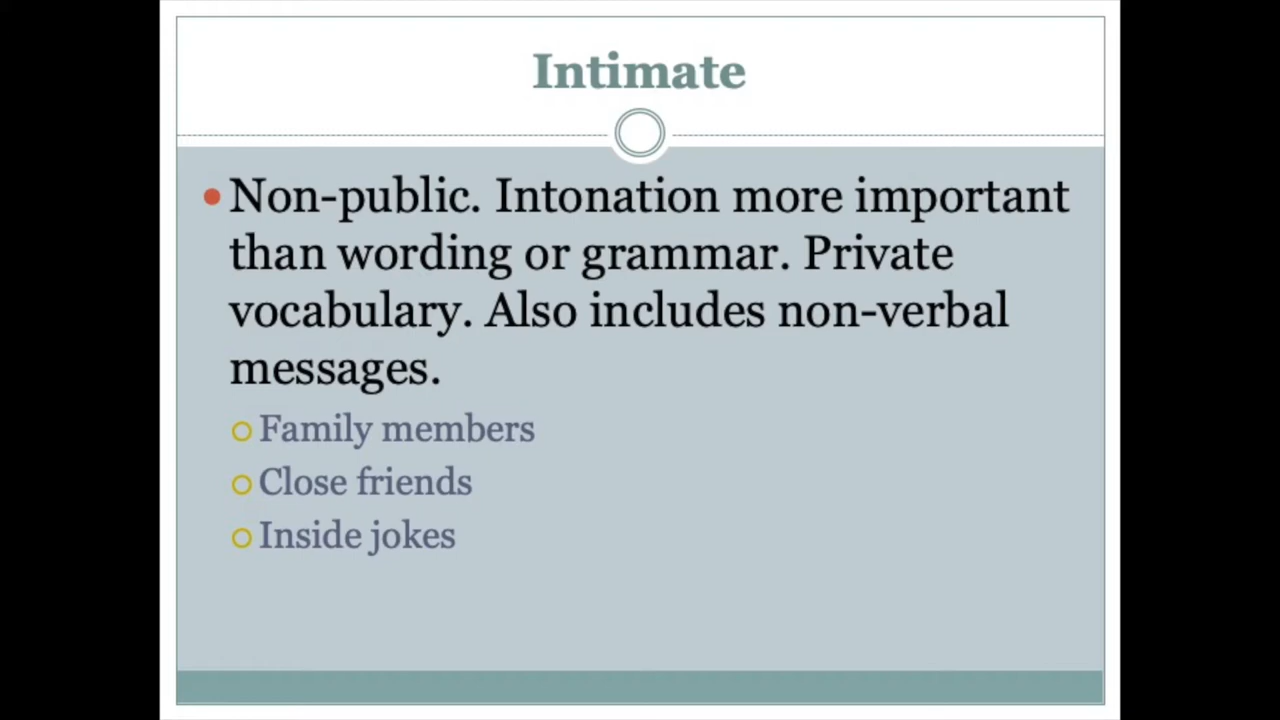 Intimate
Non-public. Intonation more important
than wording or grammar. Private
vocabulary. Also includes non-verbal
messages.
Family members
Close friends
Inside jokes